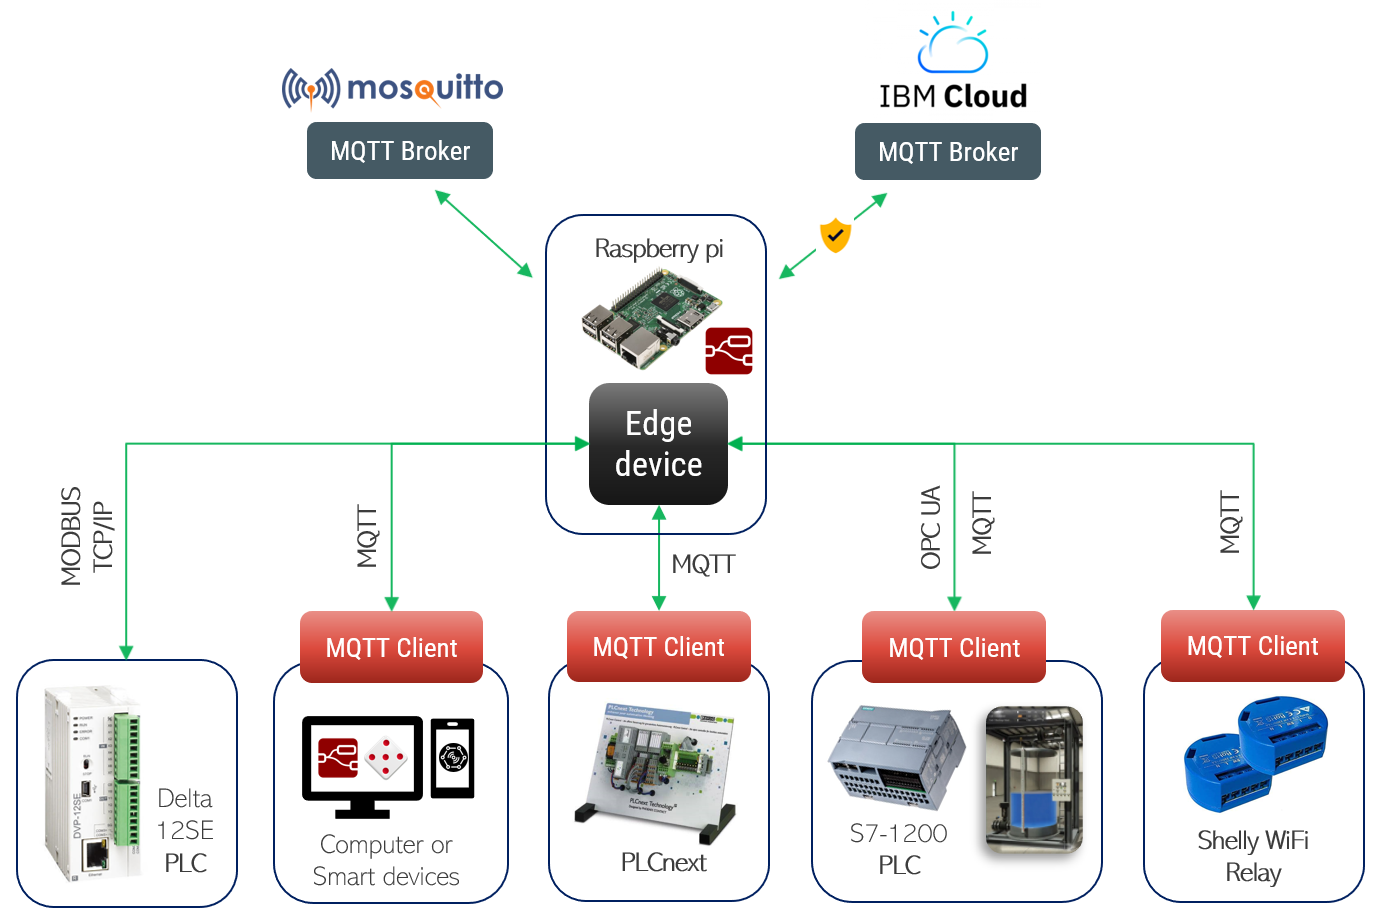 mosquitto
MQTT Broker
IBM Cloud
MQTT Broker
Raspberry pi
Edge
device
MODBUS
TCP/IP
MQTT
MQTT
OPC UA
MQTT
MQTT
MQTT Client
MQTT Client
MQTT Client
MQTT Client
DVP-12SE
Delta
12SE
PLC
Computer or
Smart devices
PLCnext Technology
PLCnext Technology
PLCnext
S7-1200
PLC
Shelly WiFi
Relay